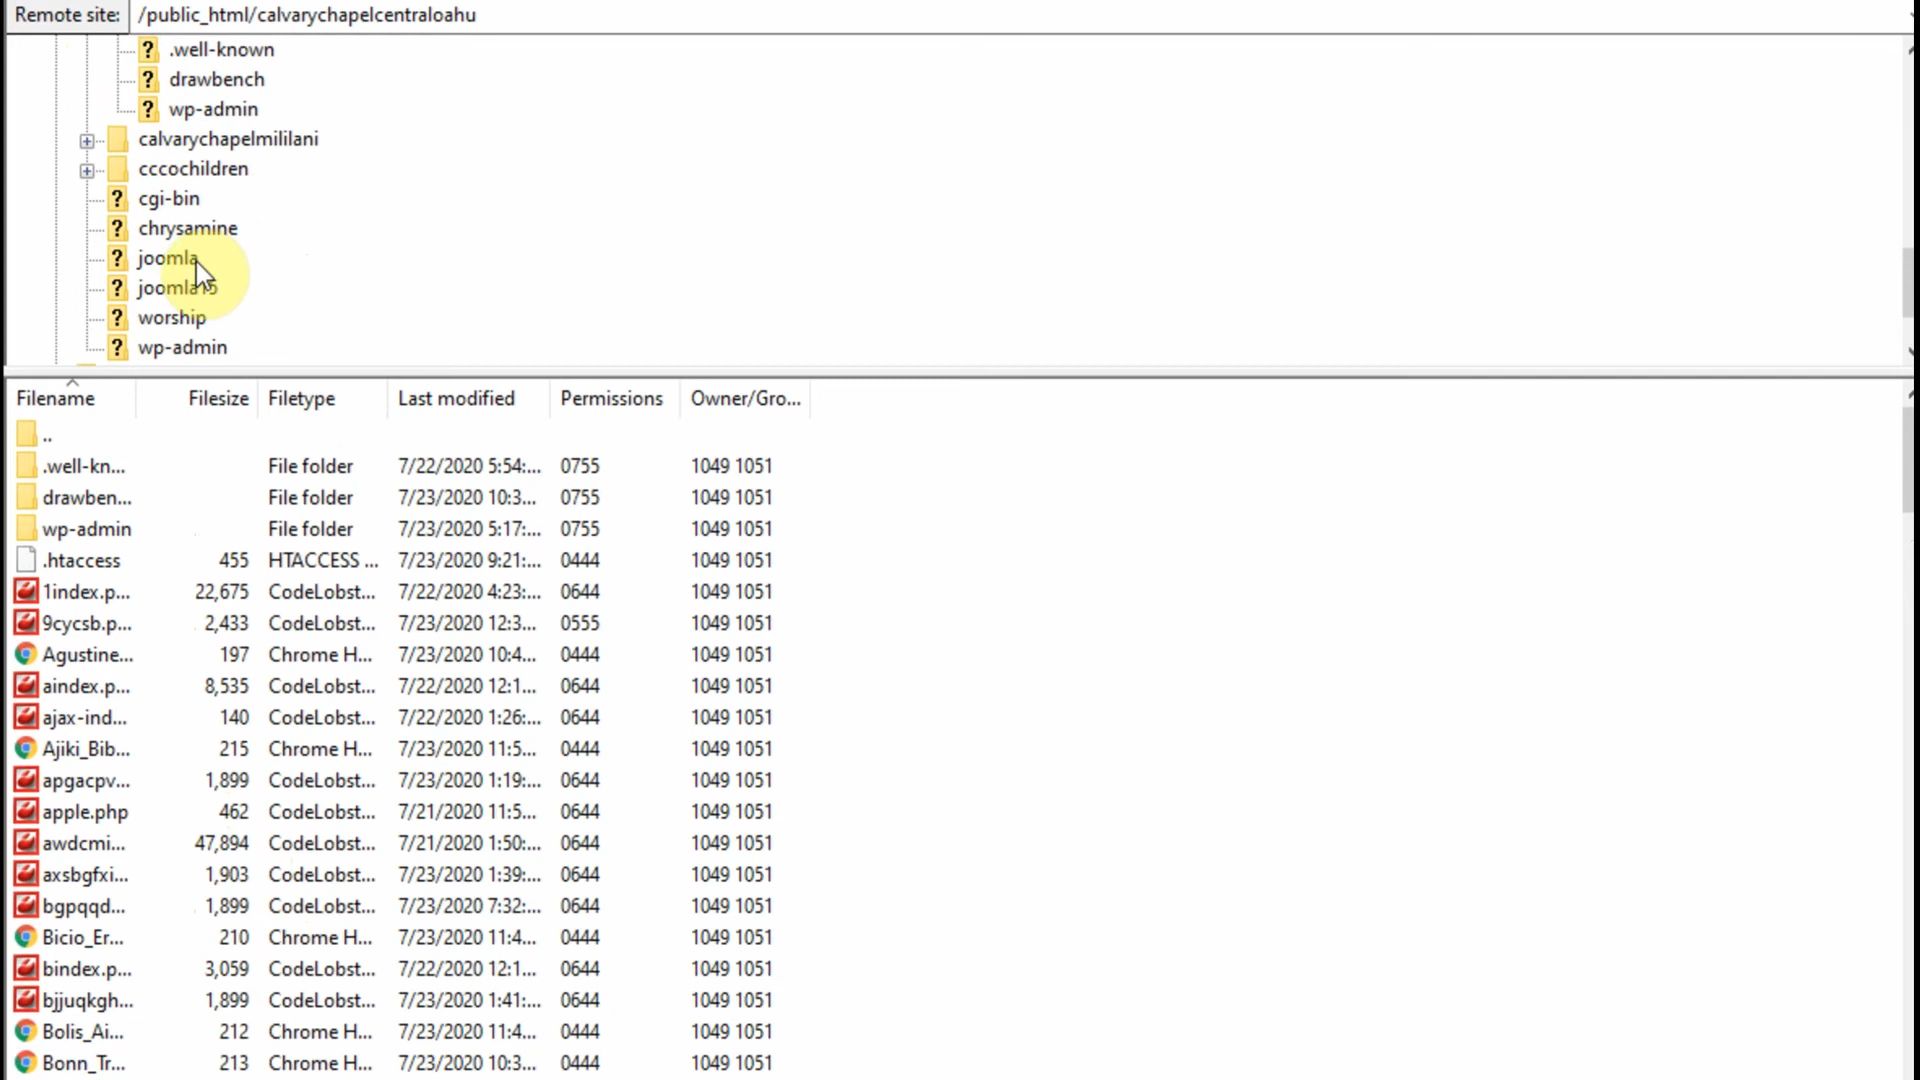 Remote site: /public_html/calvarychapelcentraloahu
.well-known
drawbench
wp-admin
calvarychapelmililani
cccochildren
cgi-bin
chrysamine
joomla
joomla15
worship
wp-admin
Filename Filesize Filetype Last modified Permissions Owner/Gro...
..
.well-kn... File folder 7/22/2020 5:54:... 0755 1049 1051
drawben... File folder 7/23/2020 10:3... 0755 1049 1051
wp-admin File folder 7/23/2020 5:17:... 0755 1049 1051
.htaccess 455 HTACCESS ... 7/23/2020 9:21:... 0444 1049 1051
1index.p... 22,675 CodeLobst... 7/22/2020 4:23:... 0644 1049 1051
9cycsb.p... 2,433 CodeLobst... 7/23/2020 12:3... 0555 1049 1051
Agustine... 197 Chrome H... 7/23/2020 10:4... 0444 1049 1051
aindex.p... 8,535 CodeLobst... 7/22/2020 12:1... 0644 1049 1051
ajax-ind... 140 CodeLobst... 7/22/2020 1:26:... 0644 1049 1051
Ajiki_Bib... 215 Chrome H... 7/23/2020 11:5... 0444 1049 1051
apgacpv... 1,899 CodeLobst... 7/23/2020 1:19:... 0644 1049 1051
apple.php 462 CodeLobst... 7/21/2020 11:5... 0644 1049 1051
awdcmi... 47,894 CodeLobst... 7/21/2020 1:50:... 0644 1049 1051
axsbgfxi... 1,903 CodeLobst... 7/23/2020 1:39:... 0644 1049 1051
bgpqqd... 1,899 CodeLobst... 7/23/2020 7:32:... 0644 1049 1051
Bicio_Er... 210 Chrome H... 7/23/2020 11:4... 0444 1049 1051
bindex.p... 3,059 CodeLobst... 7/22/2020 12:1... 0644 1049 1051
bjjuqkgh... 1,899 CodeLobst... 7/23/2020 1:41:... 0644 1049 1051
Bolis_Ai... 212 Chrome H... 7/23/2020 11:4... 0444 1049 1051
Bonn_Tr... 213 Chrome H... 7/23/2020 10:3... 0444 1049 1051